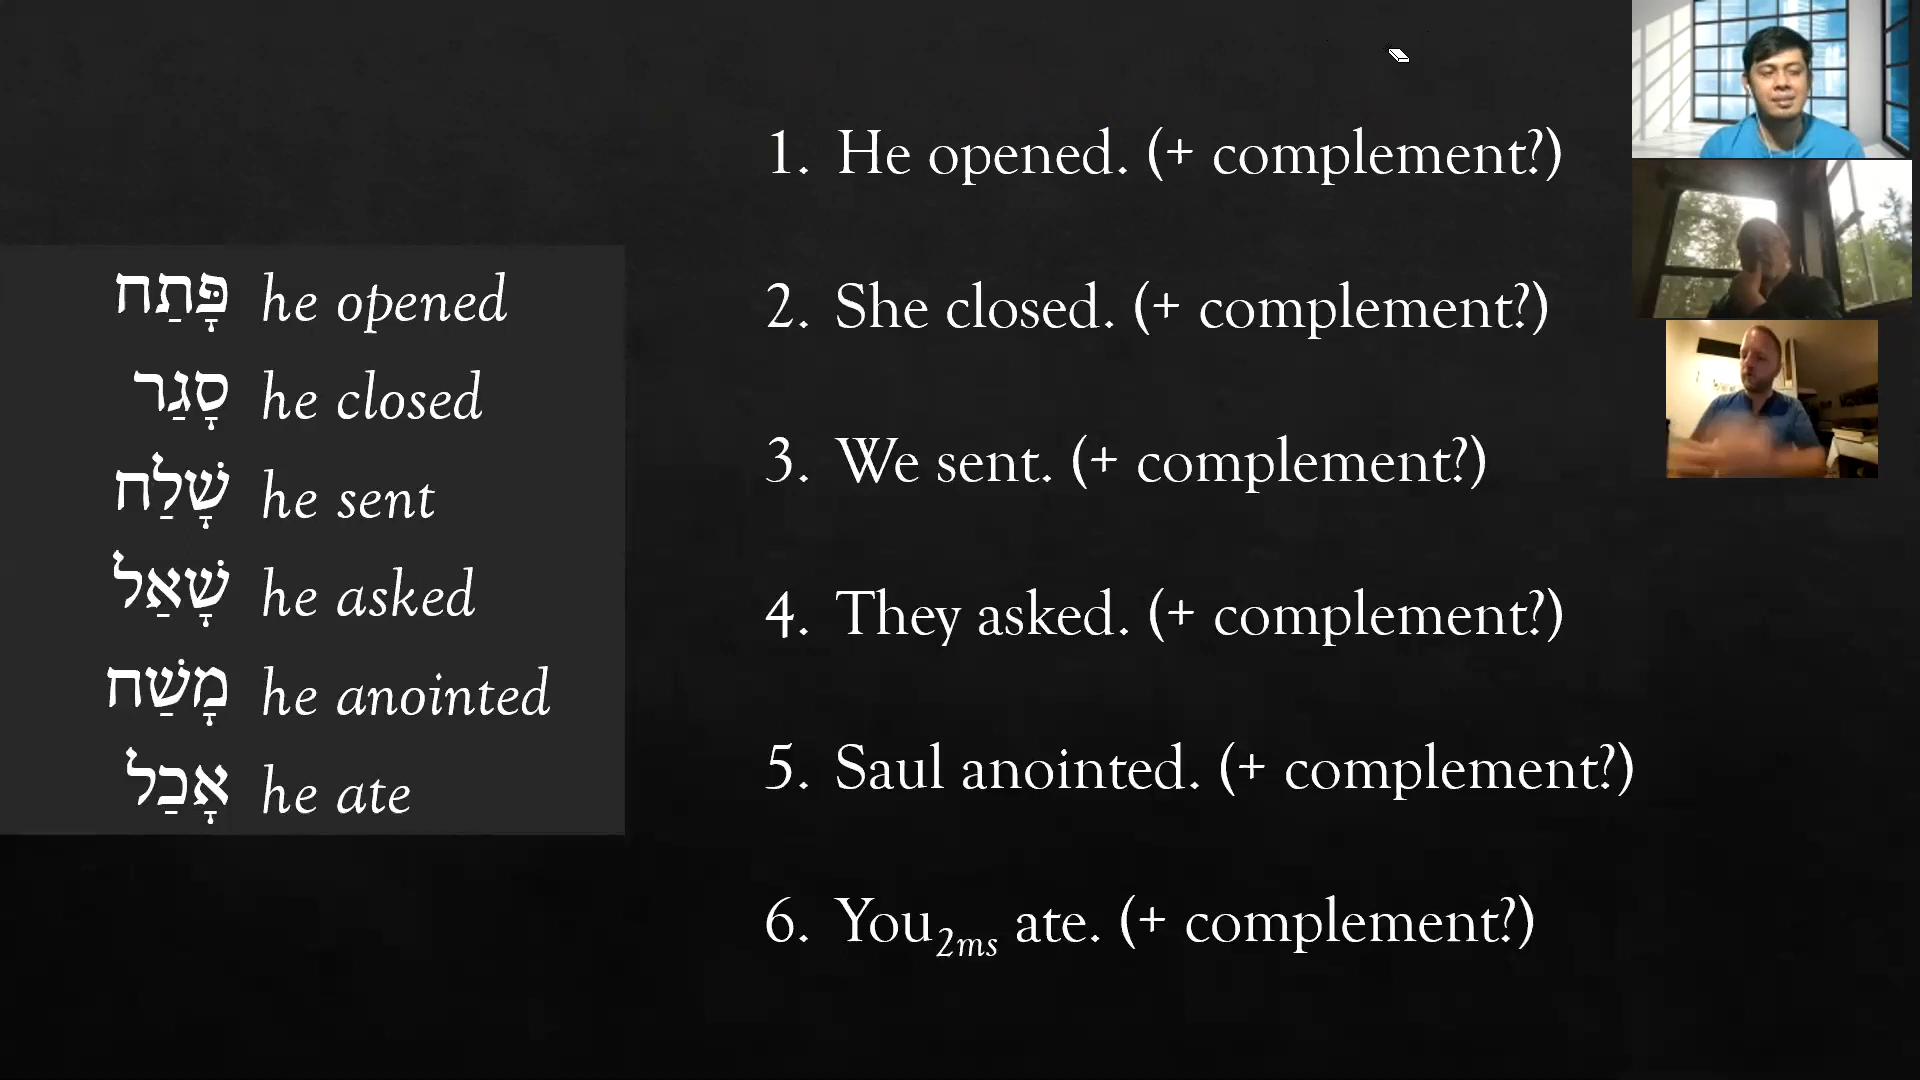 פָּתַח he opened
סָגַר he closed
שָׁלַח he sent
שָׁאַל he asked
מָשַׁח he anointed
אָכַל he ate
1. He opened. (+ complement?)
2. She closed. (+ complement?)
3. We sent. (+ complement?)
4. They asked. (+ complement?)
5. Saul anointed. (+ complement?)
6. You2ms ate. (+ complement?)